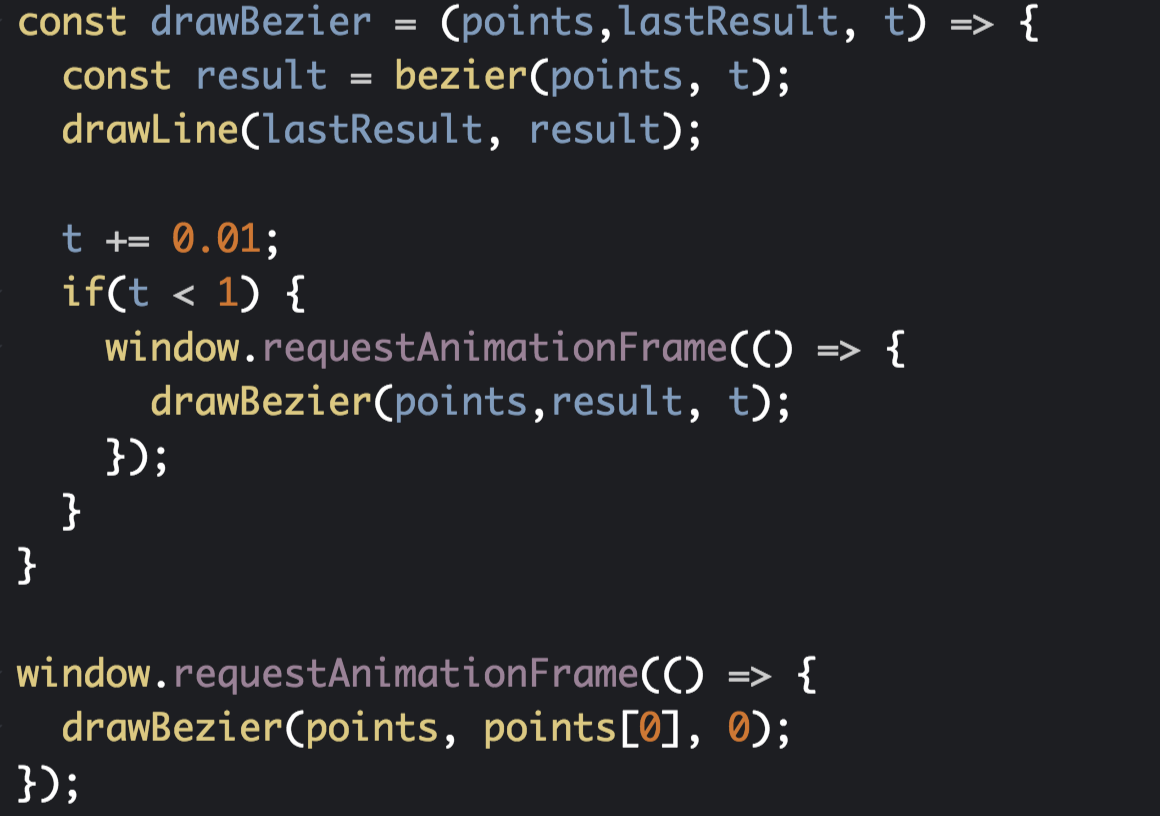 const drawBezier = (points,lastResult, t) => {
  const result = bezier(points, t);
  drawLine(lastResult, result);

  t += 0.01;
  if(t < 1) {
    window.requestAnimationFrame(() => {
      drawBezier(points,result, t);
    });
  }
}

window.requestAnimationFrame(() => {
  drawBezier(points, points[0], 0);
});